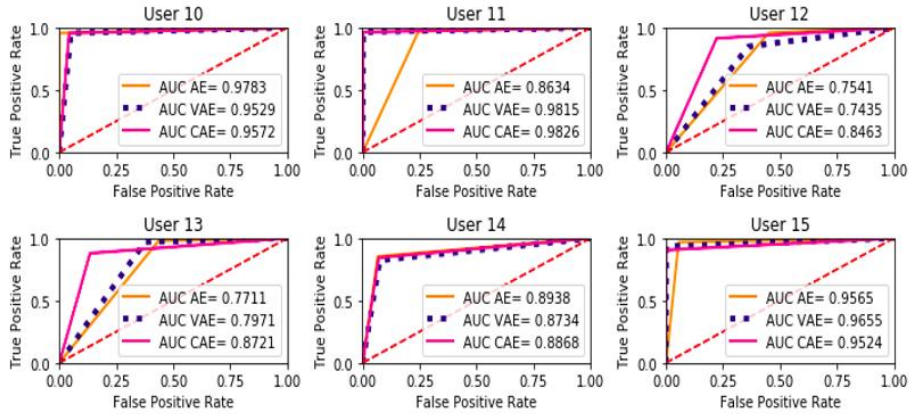 User 10
True Positive Rate
1.0
0.5
0.0
AUC AE= 0.9783
AUC VAE= 0.9529
AUC CAE= 0.9572
0.00 0.25 0.50 0.75 1.00
False Positive Rate
User 11
True Positive Rate
1.0
0.5
0.0
AUC AE= 0.8634
AUC VAE= 0.9815
AUC CAE= 0.9826
0.00 0.25 0.50 0.75 1.00
False Positive Rate
User 12
True Positive Rate
1.0
0.5
0.0
AUC AE= 0.7541
AUC VAE= 0.7435
AUC CAE= 0.8463
0.00 0.25 0.50 0.75 1.00
False Positive Rate
User 13
True Positive Rate
1.0
0.5
0.0
AUC AE= 0.7711
AUC VAE= 0.7971
AUC CAE= 0.8721
0.00 0.25 0.50 0.75 1.00
False Positive Rate
User 14
True Positive Rate
1.0
0.5
0.0
AUC AE= 0.8938
AUC VAE= 0.8734
AUC CAE= 0.8868
0.00 0.25 0.50 0.75 1.00
False Positive Rate
User 15
True Positive Rate
1.0
0.5
0.0
AUC AE= 0.9565
AUC VAE= 0.9655
AUC CAE= 0.9524
0.00 0.25 0.50 0.75 1.00
False Positive Rate